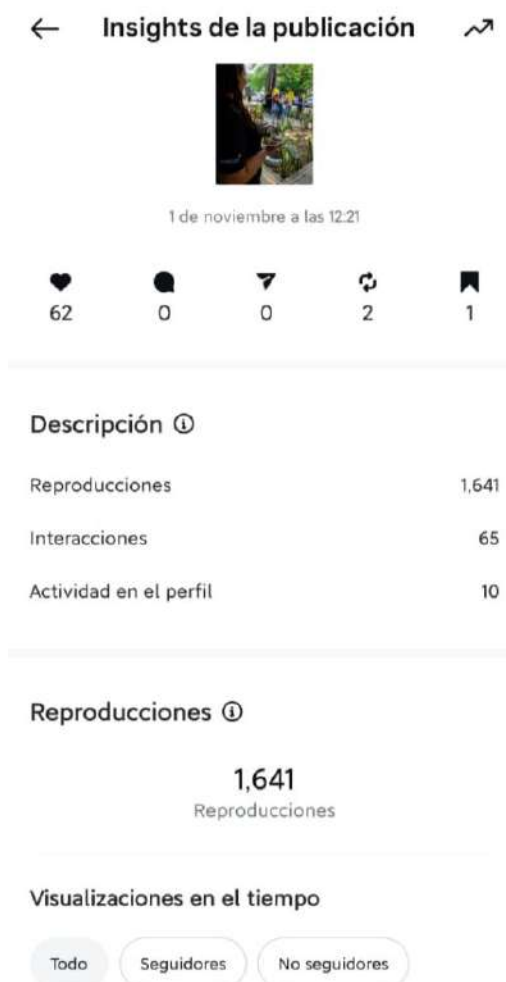 Insights de la publicación
1 de noviembre a las 12:21
62 0 0 2 1
Descripción
Reproducciones 1,641
Interacciones 65
Actividad en el perfil 10
Reproducciones
1,641
Reproducciones
Visualizaciones en el tiempo
Todo Seguidores No seguidores